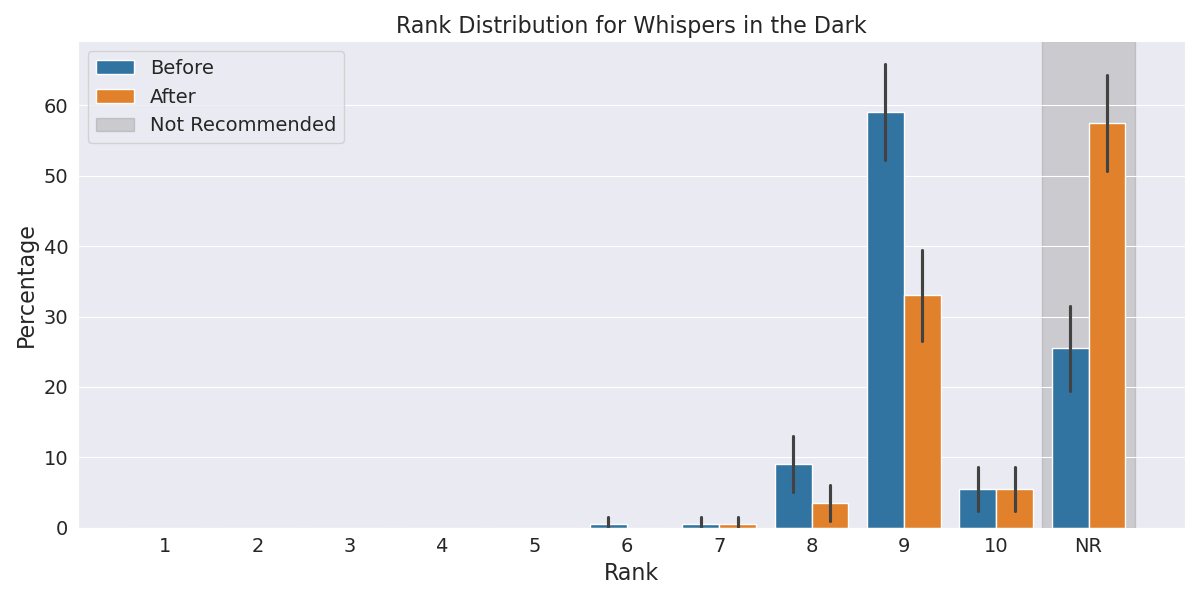 Rank Distribution for Whispers in the Dark
Before
After
Not Recommended
Percentage
60
50
40
30
20
10
0
1 2 3 4 5 6 7 8 9 10 NR
Rank